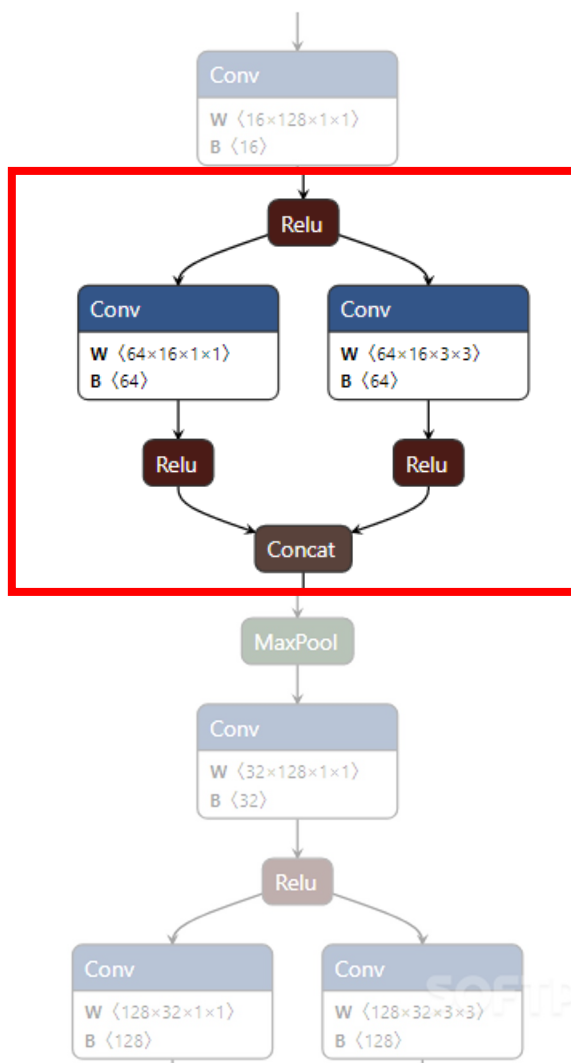 Conv
W ⟨16×128×1×1⟩
B ⟨16⟩
Relu
Conv
W ⟨64×16×1×1⟩
B ⟨64⟩
Conv
W ⟨64×16×3×3⟩
B ⟨64⟩
Relu
Relu
Concat
MaxPool
Conv
W ⟨32×128×1×1⟩
B ⟨32⟩
Relu
Conv
W ⟨128×32×1×1⟩
B ⟨128⟩
Conv
W ⟨128×32×3×3⟩
B ⟨128⟩